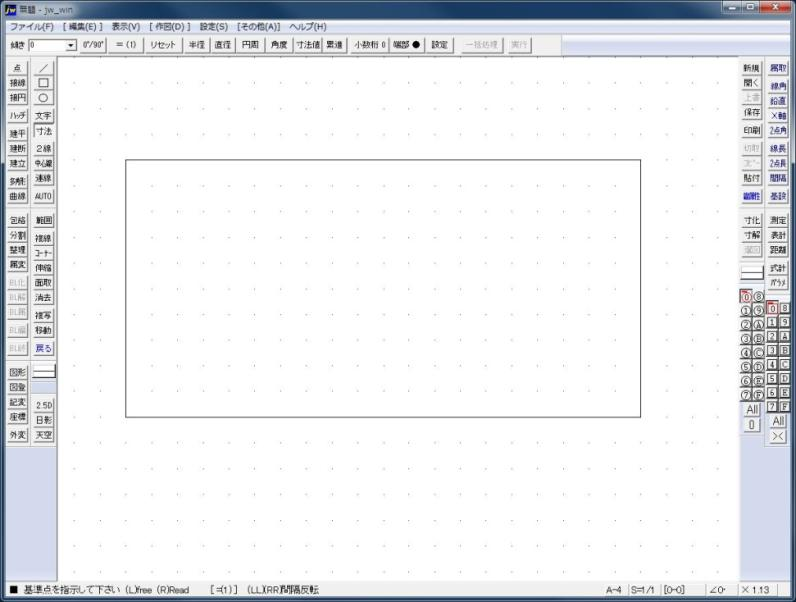 無題 - jw_win
ファイル(F) [編集(E)] 表示(V) [作図(D)] 設定(S) [その他(A)] ヘルプ(H)
傾き 0 0°/90° =(1) リセット 半径 直径 円周 角度 寸法値 累進 小数桁 0 端部● 設定 一括処理 実行
点 ／ □ 接線
接円 ○
ハッチ 文字
建平 寸法
建断 2線
建立 中心線
多角形 連線
曲線 AUTO
包絡 範囲
分割 複線
整理 コーナー
属変 伸縮
BL化 面取
BL解 消去
BL属 複写
BL編 移動
BL終 戻る
図形
図登
記変 2.5D
座標 日影
外変 天空
新規 属取
開く 線角
上書 鉛直
保存 ×軸
印刷 2点角
切取 線長
コピー 2点長
貼付 間隔
線属性 基設
寸化 測定
寸解 表計
選図 距離
式計
パラメ
0 8
1 9 0 8
2 A 1 9
3 B 2 A
4 C 3 B
5 D 4 C
6 E 5 D
7 F 6 E
All 7 F
0 All
×
■ 基準点を指示して下さい (L)free (R)Read [=(1)] (LL)(RR)間隔反転 A-4 S=1/1 [0-0] ∠0 × 1.13